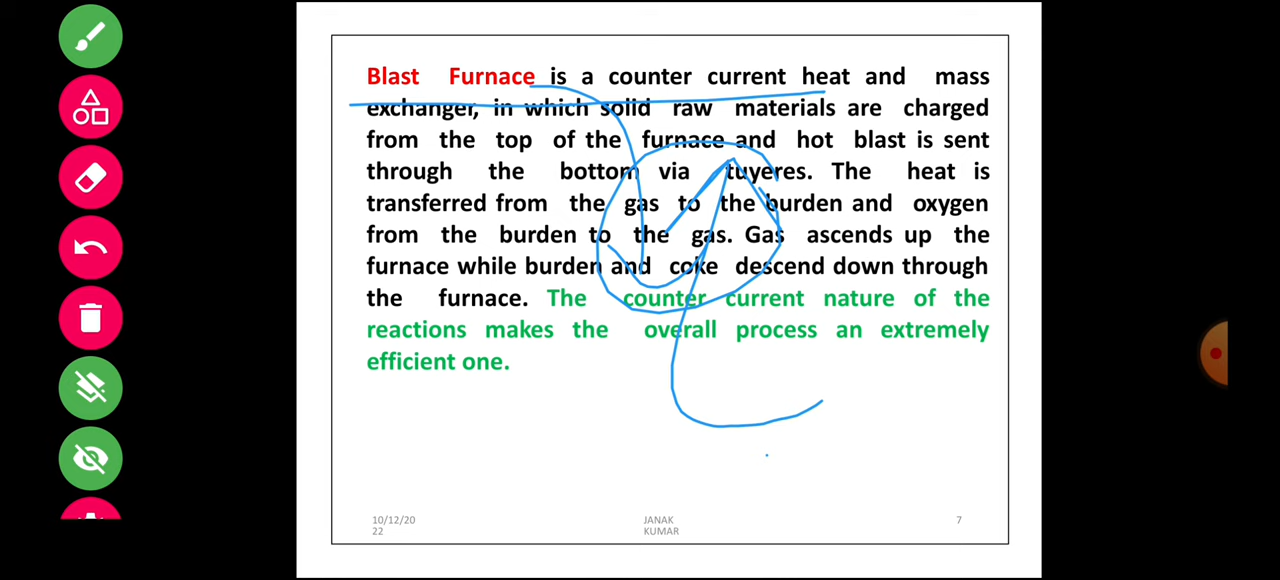 Blast Furnace is a counter current heat and mass
exchanger, in which solid raw materials are charged
from the top of the furnace and hot blast is sent
through the bottom via tuyeres. The heat is
transferred from the gas to the burden and oxygen
from the burden to the gas. Gas ascends up the
furnace while burden and coke descend down through
the furnace. The counter current nature of the
reactions makes the overall process an extremely
efficient one.
10/12/20
22
JANAK
KUMAR
7